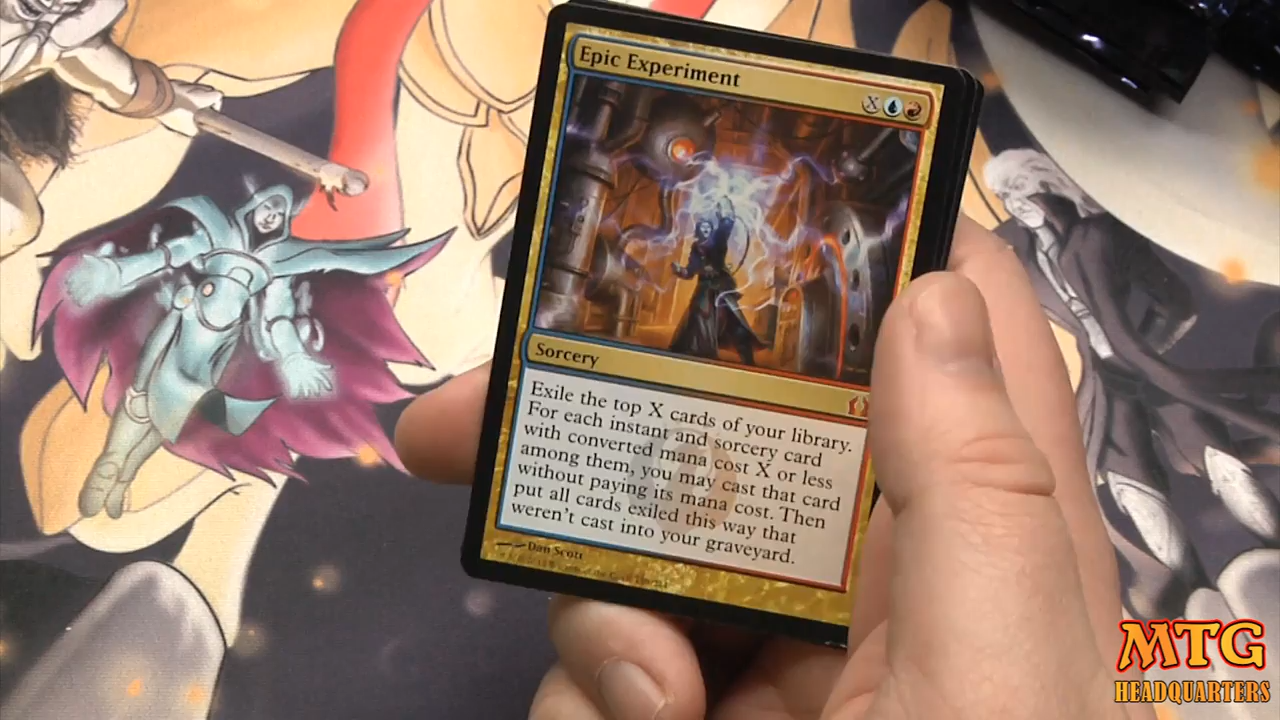 Epic Experiment
X
Sorcery
Exile the top X cards of your library.
For each instant and sorcery card
with converted mana cost X or less
among them, you may cast that card
without paying its mana cost. Then
put all cards exiled this way that
weren't cast into your graveyard.
Dan Scott
MTG
HEADQUARTERS